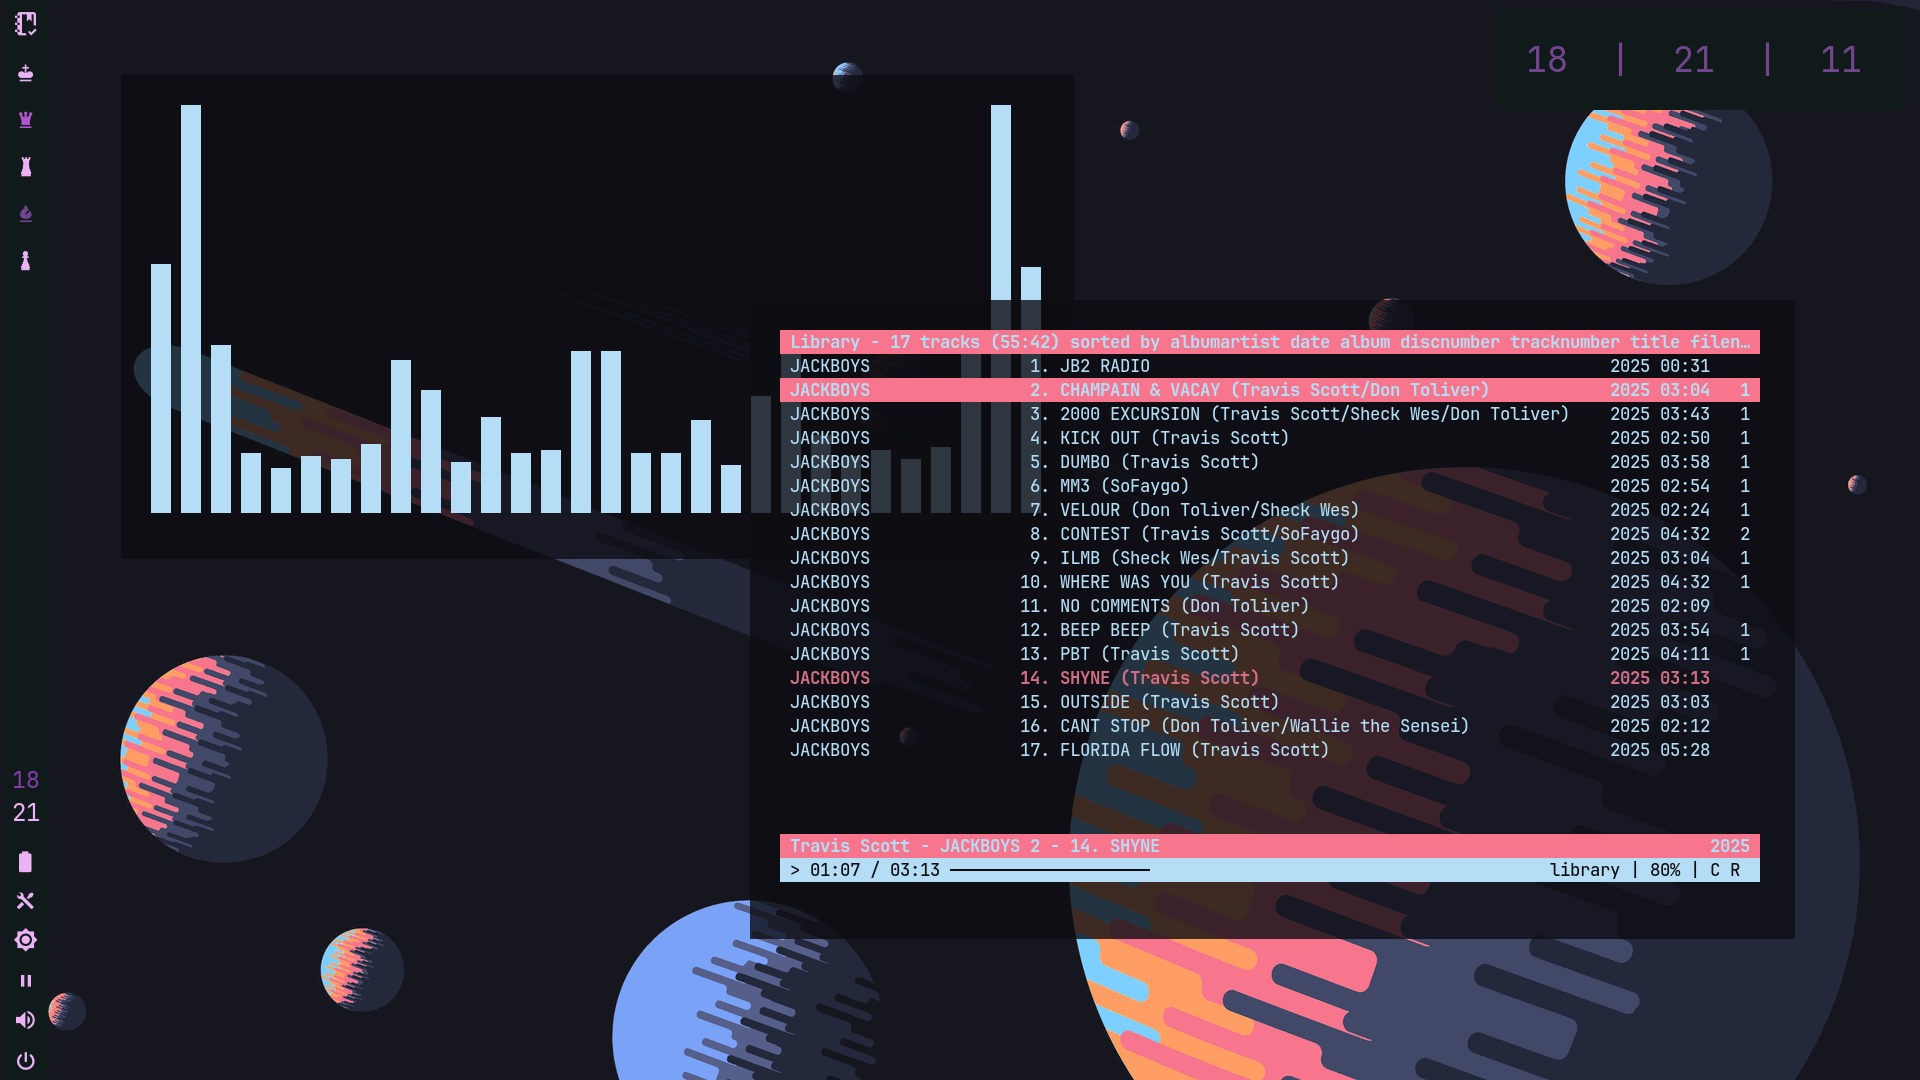 18 | 21 | 11
Library - 17 tracks (55:42) sorted by albumartist date album discnumber tracknumber title filen…
JACKBOYS 1. JB2 RADIO 2025 00:31
JACKBOYS 2. CHAMPAIN & VACAY (Travis Scott/Don Toliver) 2025 03:04 1
JACKBOYS 3. 2000 EXCURSION (Travis Scott/Sheck Wes/Don Toliver) 2025 03:43 1
JACKBOYS 4. KICK OUT (Travis Scott) 2025 02:50 1
JACKBOYS 5. DUMBO (Travis Scott) 2025 03:58 1
JACKBOYS 6. MM3 (SoFaygo) 2025 02:54 1
JACKBOYS 7. VELOUR (Don Toliver/Sheck Wes) 2025 02:24 1
JACKBOYS 8. CONTEST (Travis Scott/SoFaygo) 2025 04:32 2
JACKBOYS 9. ILMB (Sheck Wes/Travis Scott) 2025 03:04 1
JACKBOYS 10. WHERE WAS YOU (Travis Scott) 2025 04:32 1
JACKBOYS 11. NO COMMENTS (Don Toliver) 2025 02:09
JACKBOYS 12. BEEP BEEP (Travis Scott) 2025 03:54 1
JACKBOYS 13. PBT (Travis Scott) 2025 04:11 1
JACKBOYS 14. SHYNE (Travis Scott) 2025 03:13
JACKBOYS 15. OUTSIDE (Travis Scott) 2025 03:03
JACKBOYS 16. CANT STOP (Don Toliver/Wallie the Sensei) 2025 02:12
JACKBOYS 17. FLORIDA FLOW (Travis Scott) 2025 05:28
Travis Scott - JACKBOYS 2 - 14. SHYNE 2025
> 01:07 / 03:13 library | 80% | C R
18
21